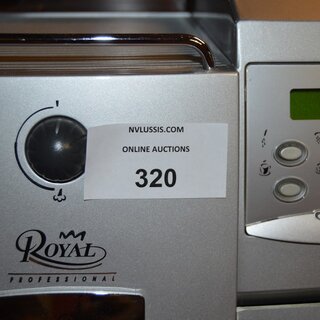 NVLUSSIS.COM
ONLINE AUCTIONS
320
ROYAL
PROFESSIONAL